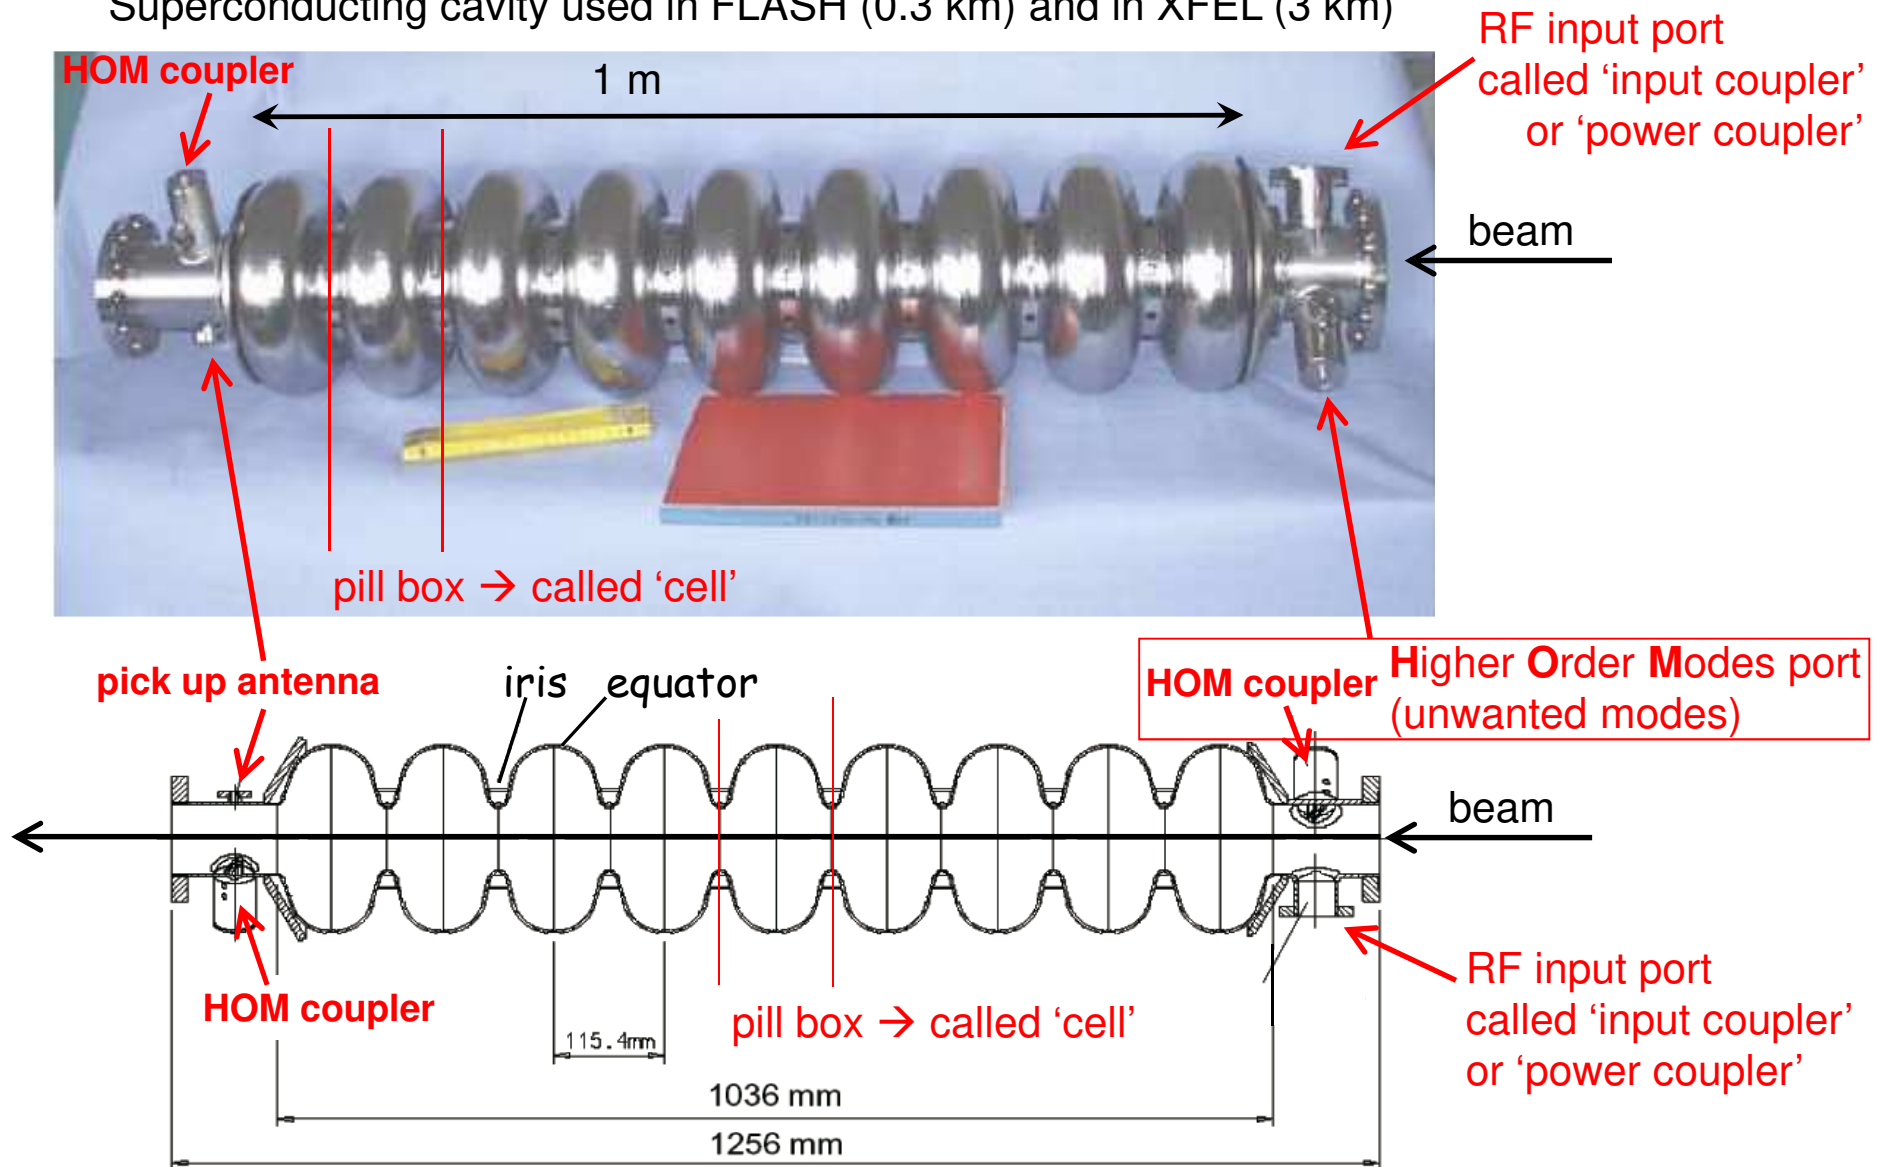 Superconducting cavity used in FLASH (0.3 km) and in XFEL (3 km)
HOM coupler
1 m
RF input port
called ‘input coupler’
or ‘power coupler’
beam
pill box → called ‘cell’
pick up antenna
iris
equator
HOM coupler
Higher Order Modes port
(unwanted modes)
beam
HOM coupler
pill box → called ‘cell’
RF input port
called ‘input coupler’
or ‘power coupler’
115.4mm
1036 mm
1256 mm